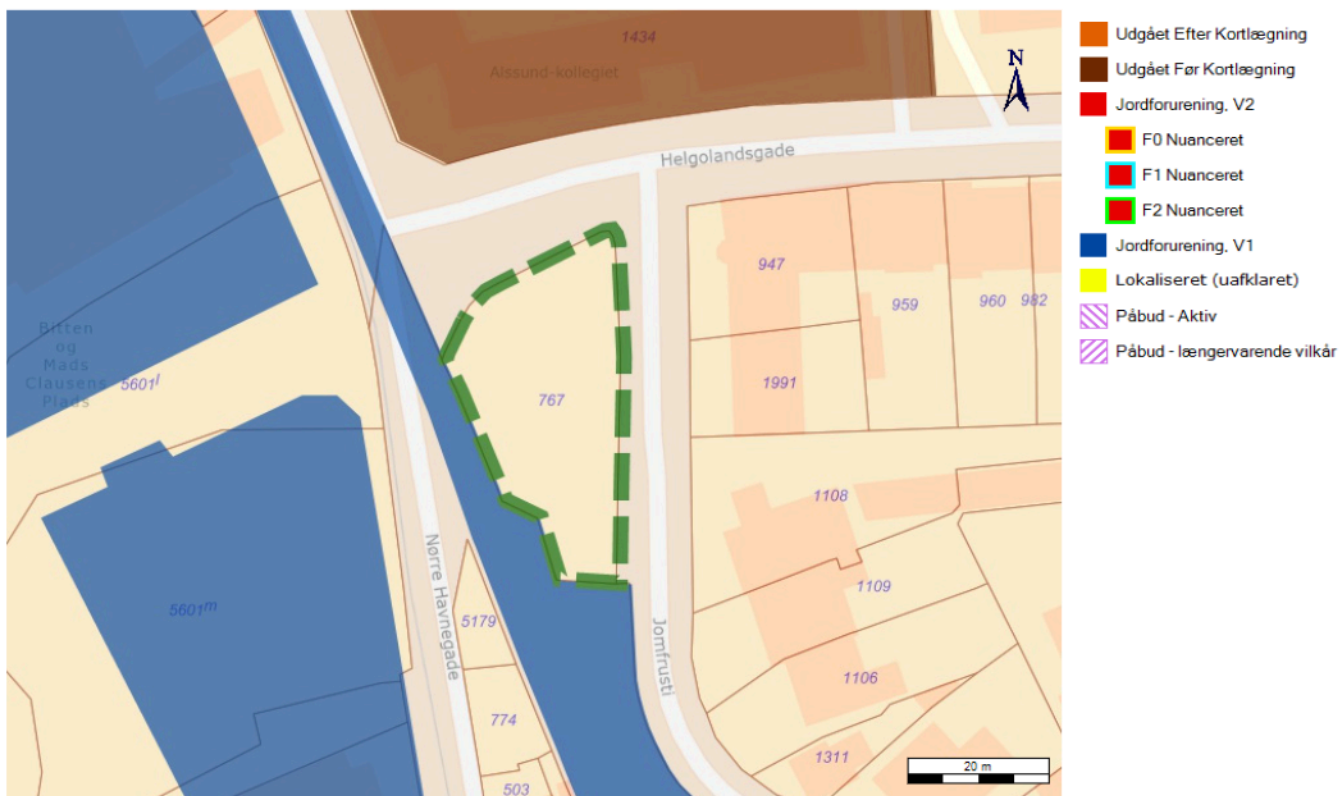 1434
Alssund-kollegiet
Helgolandsgade
N
947
959
960
982
767
1991
Bitten
og
Mads
Clausens
Plads
5601l
1108
1109
5601m
Nørre Havnegade
5179
Jomfrusti
1106
774
1311
503
20 m
Udgået Efter Kortlægning
Udgået Før Kortlægning
Jordforurening, V2
F0 Nuanceret
F1 Nuanceret
F2 Nuanceret
Jordforurening, V1
Lokaliseret (uafklaret)
Påbud - Aktiv
Påbud - længervarende vilkår